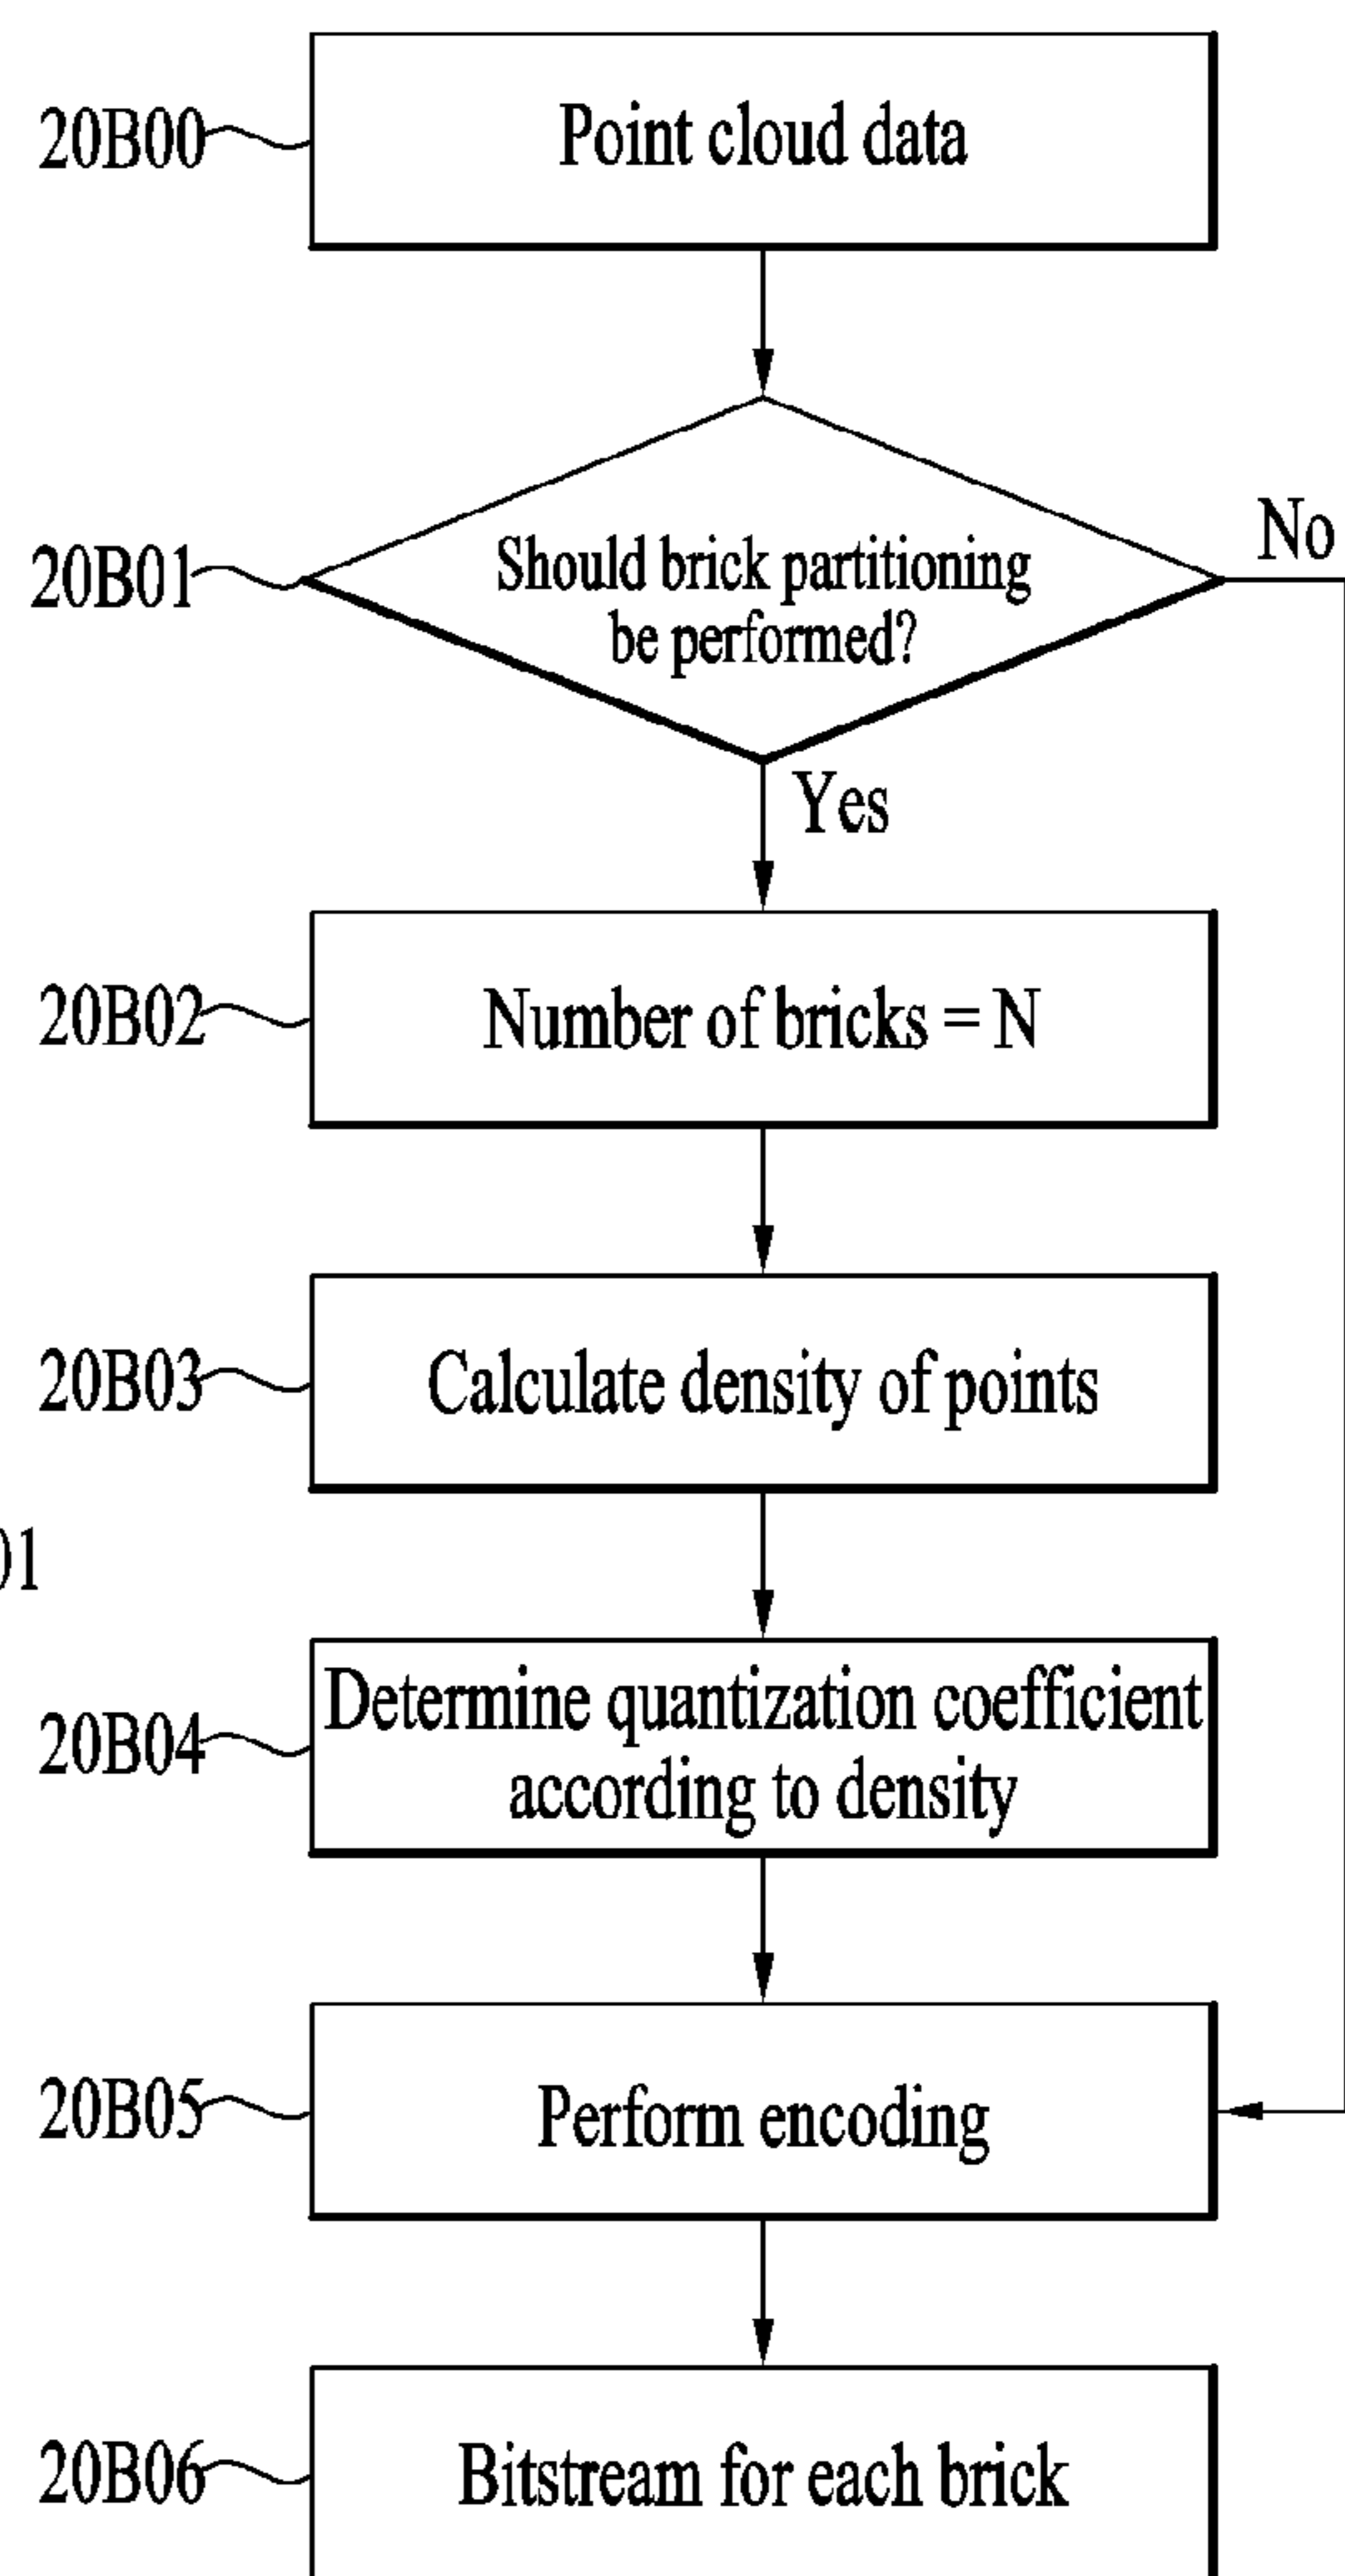 20B00
Point cloud data
20B01
Should brick partitioning
be performed?
No
Yes
20B02
Number of bricks = N
20B03
Calculate density of points
20B04
Determine quantization coefficient
according to density
20B05
Perform encoding
20B06
Bitstream for each brick